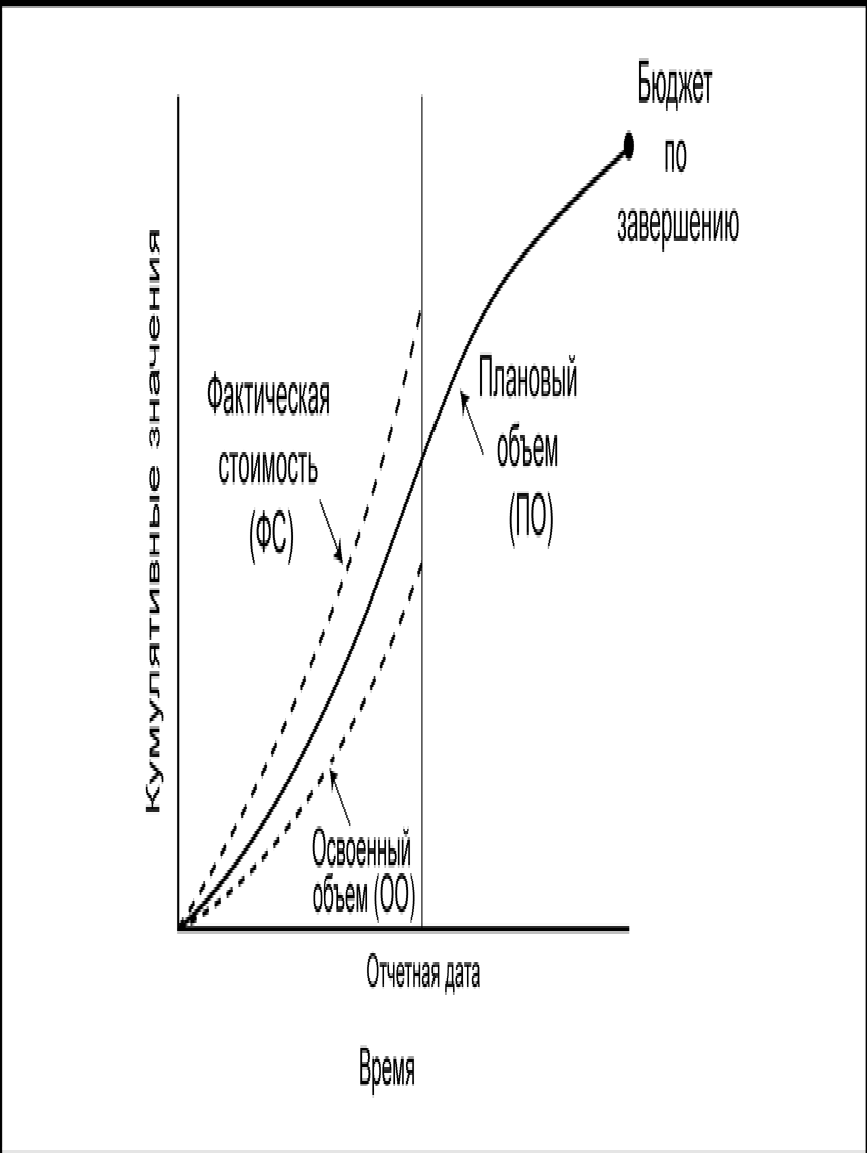 Бюджет
по
завершению
Кумулятивные значения
Фактическая
стоимость
(ФС)
Плановый
объем
(ПО)
Освоенный
объем (ОО)
Отчетная дата
Время